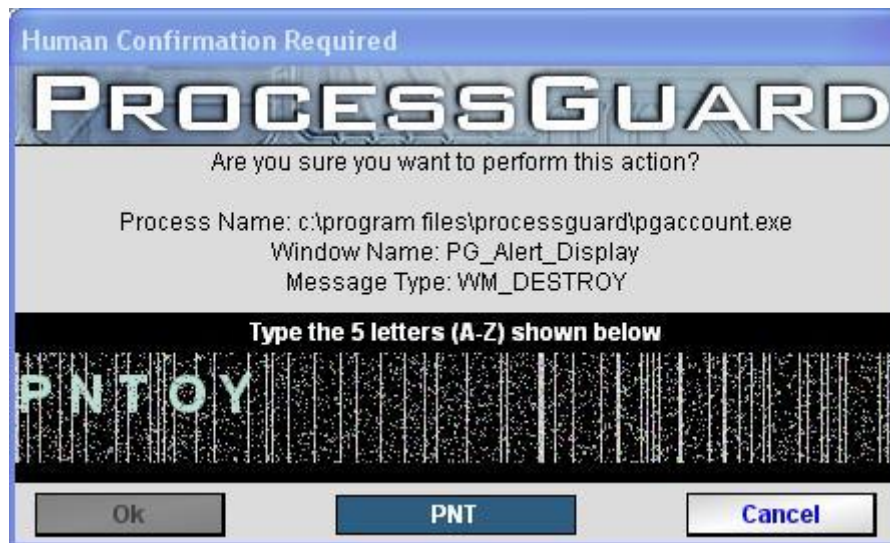 Human Confirmation Required
PROCESSGUARD
Are you sure you want to perform this action?
Process Name: c:\program files\processguard\pgaccount.exe
Window Name: PG_Alert_Display
Message Type: WM_DESTROY
Type the 5 letters (A-Z) shown below
PNTOY
Ok PNT Cancel